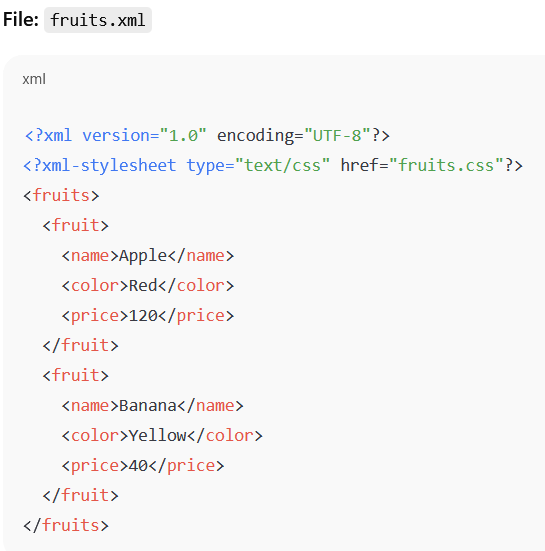 File: fruits.xml
xml
<?xml version="1.0" encoding="UTF-8"?>
<?xml-stylesheet type="text/css" href="fruits.css"?>
<fruits>
  <fruit>
    <name>Apple</name>
    <color>Red</color>
    <price>120</price>
  </fruit>
  <fruit>
    <name>Banana</name>
    <color>Yellow</color>
    <price>40</price>
  </fruit>
</fruits>